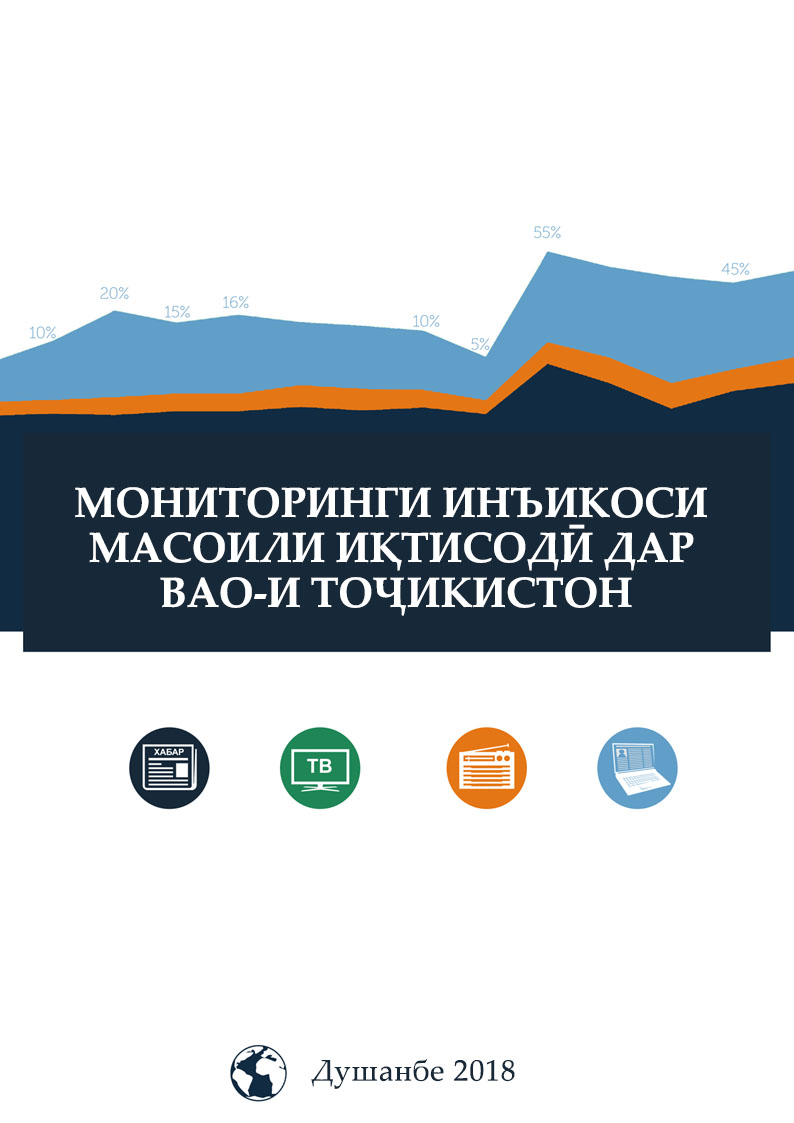 55%
45%
20%
16%
15%
10%
10%
5%
МОНИТОРИНГИ ИНЪИКОСИ
МАСОИЛИ ИҚТИСОДӢ ДАР
ВАО-И ТОҶИКИСТОН
ХАБАР
ТВ
Душанбе 2018